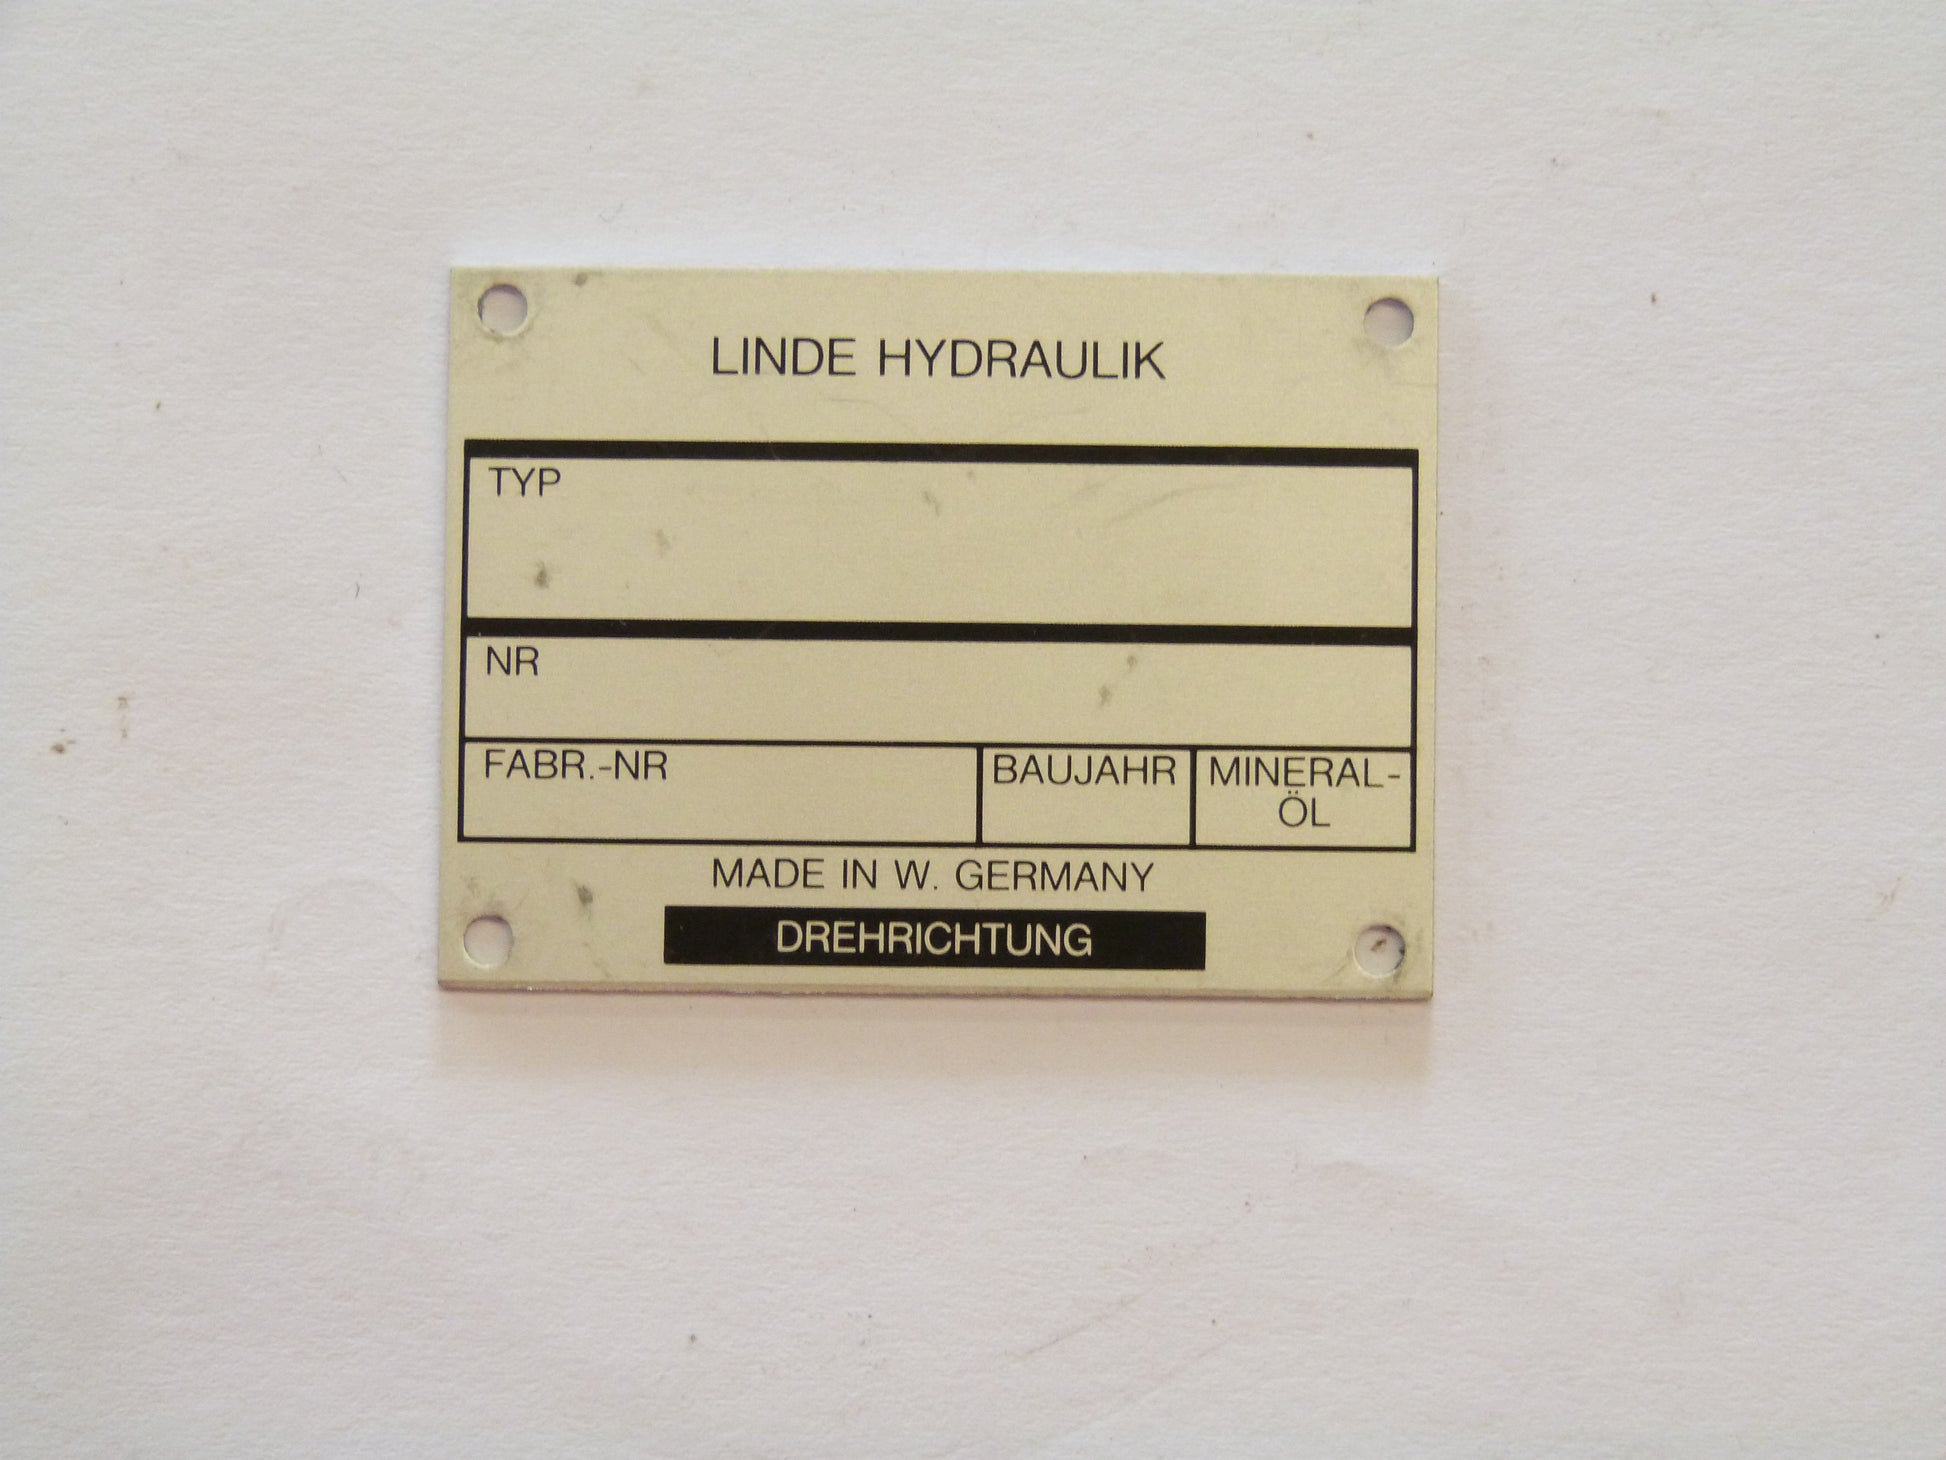 LINDE HYDRAULIK
TYP
NR
FABR.-NR
BAUJAHR
MINERAL-
ÖL
MADE IN W. GERMANY
DREHRICHTUNG